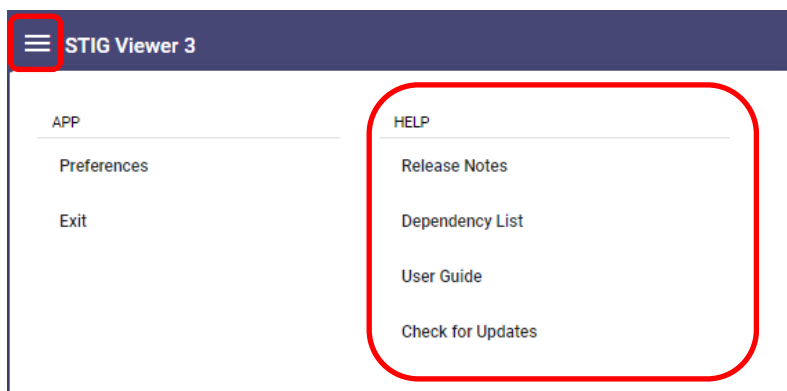 STIG Viewer 3
APP
Preferences
Exit
HELP
Release Notes
Dependency List
User Guide
Check for Updates